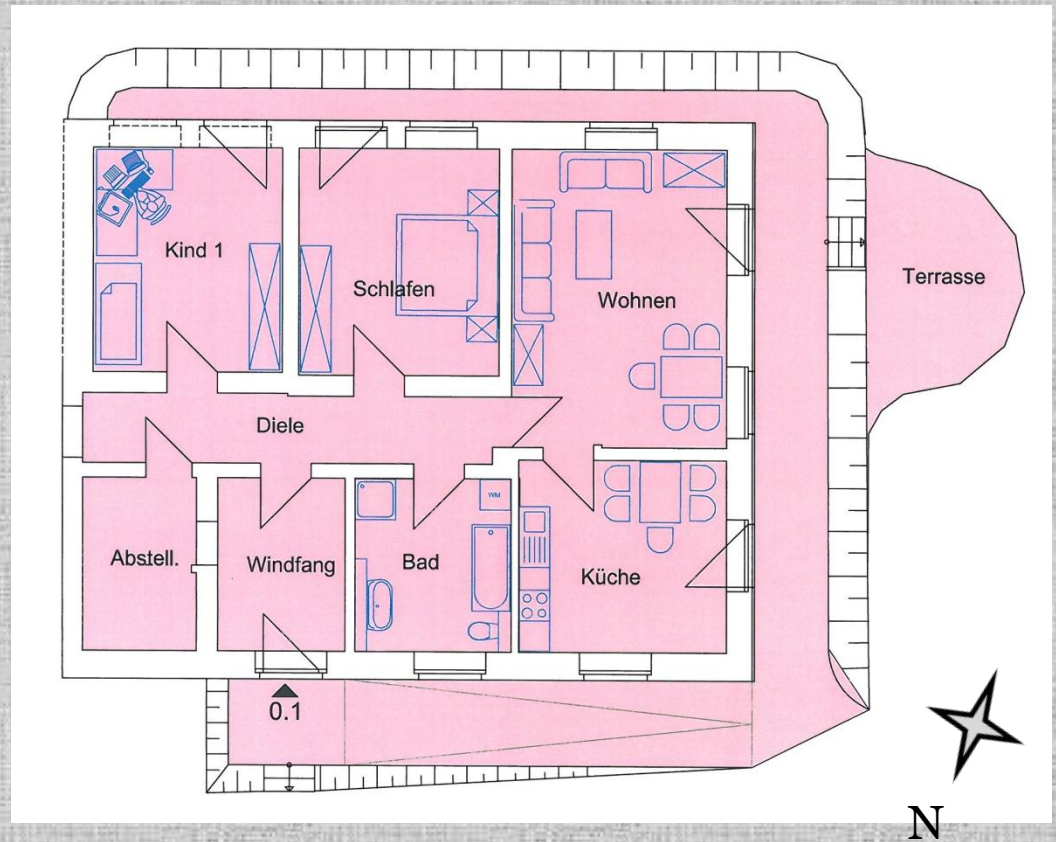 Kind 1
Schlafen
Wohnen
Terrasse
Diele
WM
Abstell.
Windfang
Bad
Küche
0.1
N